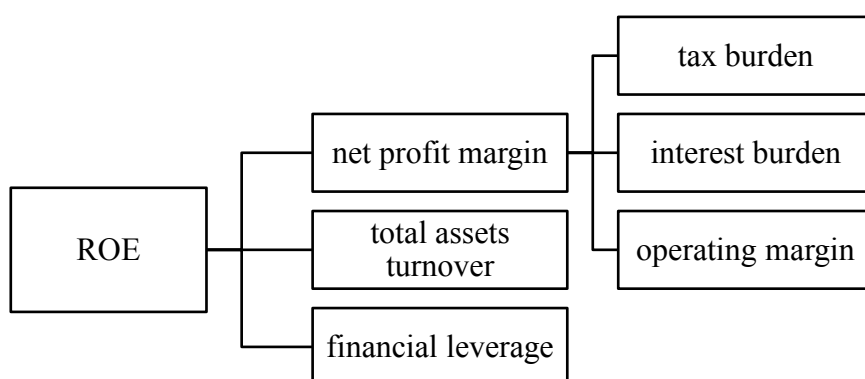 tax burden
net profit margin
interest burden
ROE
total assets
turnover
operating margin
financial leverage